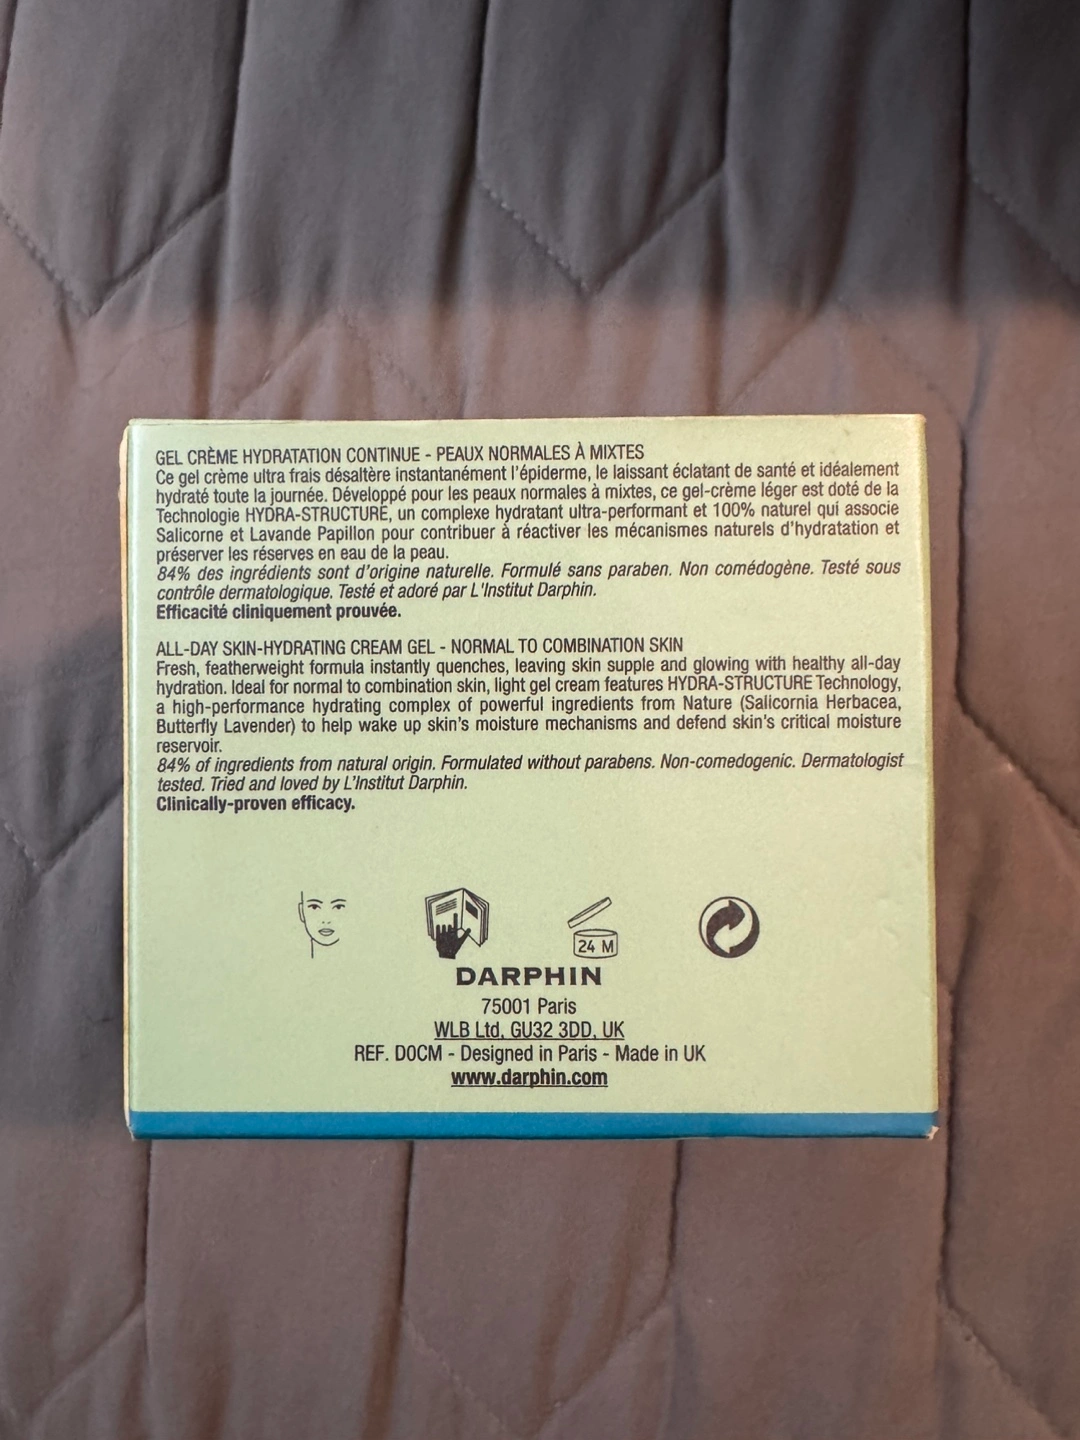 GEL CRÈME HYDRATATION CONTINUE - PEAUX NORMALES À MIXTES
Ce gel crème ultra frais désaltère instantanément l'épiderme, le laissant éclatant de santé et idéalement
hydraté toute la journée. Développé pour les peaux normales à mixtes, ce gel-crème léger est doté de la
Technologie HYDRA-STRUCTURE, un complexe hydratant ultra-performant et 100% naturel qui associe
Salicorne et Lavande Papillon pour contribuer à réactiver les mécanismes naturels d'hydratation et
préserver les réserves en eau de la peau.
84% des ingrédients sont d'origine naturelle. Formulé sans paraben. Non comédogène. Testé sous
contrôle dermatologique. Testé et adoré par L'Institut Darphin.
Efficacité cliniquement prouvée.
ALL-DAY SKIN-HYDRATING CREAM GEL - NORMAL TO COMBINATION SKIN
Fresh, featherweight formula instantly quenches, leaving skin supple and glowing with healthy all-day
hydration. Ideal for normal to combination skin, light gel cream features HYDRA-STRUCTURE Technology,
a high-performance hydrating complex of powerful ingredients from Nature (Salicornia Herbacea,
Butterfly Lavender) to help wake up skin's moisture mechanisms and defend skin's critical moisture
reservoir.
84% of ingredients from natural origin. Formulated without parabens. Non-comedogenic. Dermatologist
tested. Tried and loved by L'Institut Darphin.
Clinically-proven efficacy.
24 M
DARPHIN
75001 Paris
WLB Ltd, GU32 3DD, UK
REF. D0CM - Designed in Paris - Made in UK
www.darphin.com